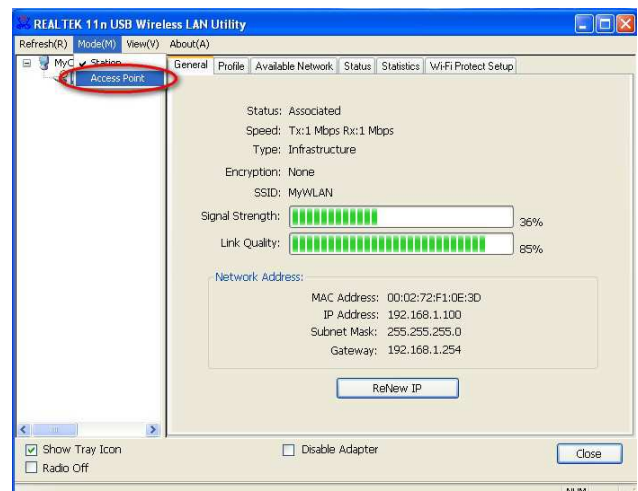 REALTEK 11n USB Wireless LAN Utility
Refresh(R) Mode(M) View(V) About(A)
MyC
Station
Access Point
General Profile Available Network Status Statistics Wi-Fi Protect Setup
Status: Associated
Speed: Tx:1 Mbps Rx:1 Mbps
Type: Infrastructure
Encryption: None
SSID: MyWLAN
Signal Strength: 36%
Link Quality: 85%
Network Address:
MAC Address: 00:02:72:F1:0E:3D
IP Address: 192.168.1.100
Subnet Mask: 255.255.255.0
Gateway: 192.168.1.254
ReNew IP
Show Tray Icon
Disable Adapter
Close
Radio Off
NUM